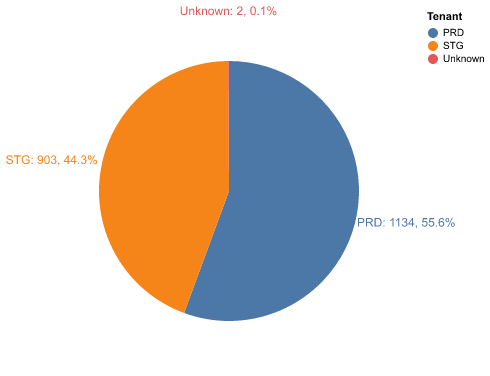 Unknown: 2, 0.1%
Tenant
PRD
STG
Unknown
STG: 903, 44.3%
PRD: 1134, 55.6%